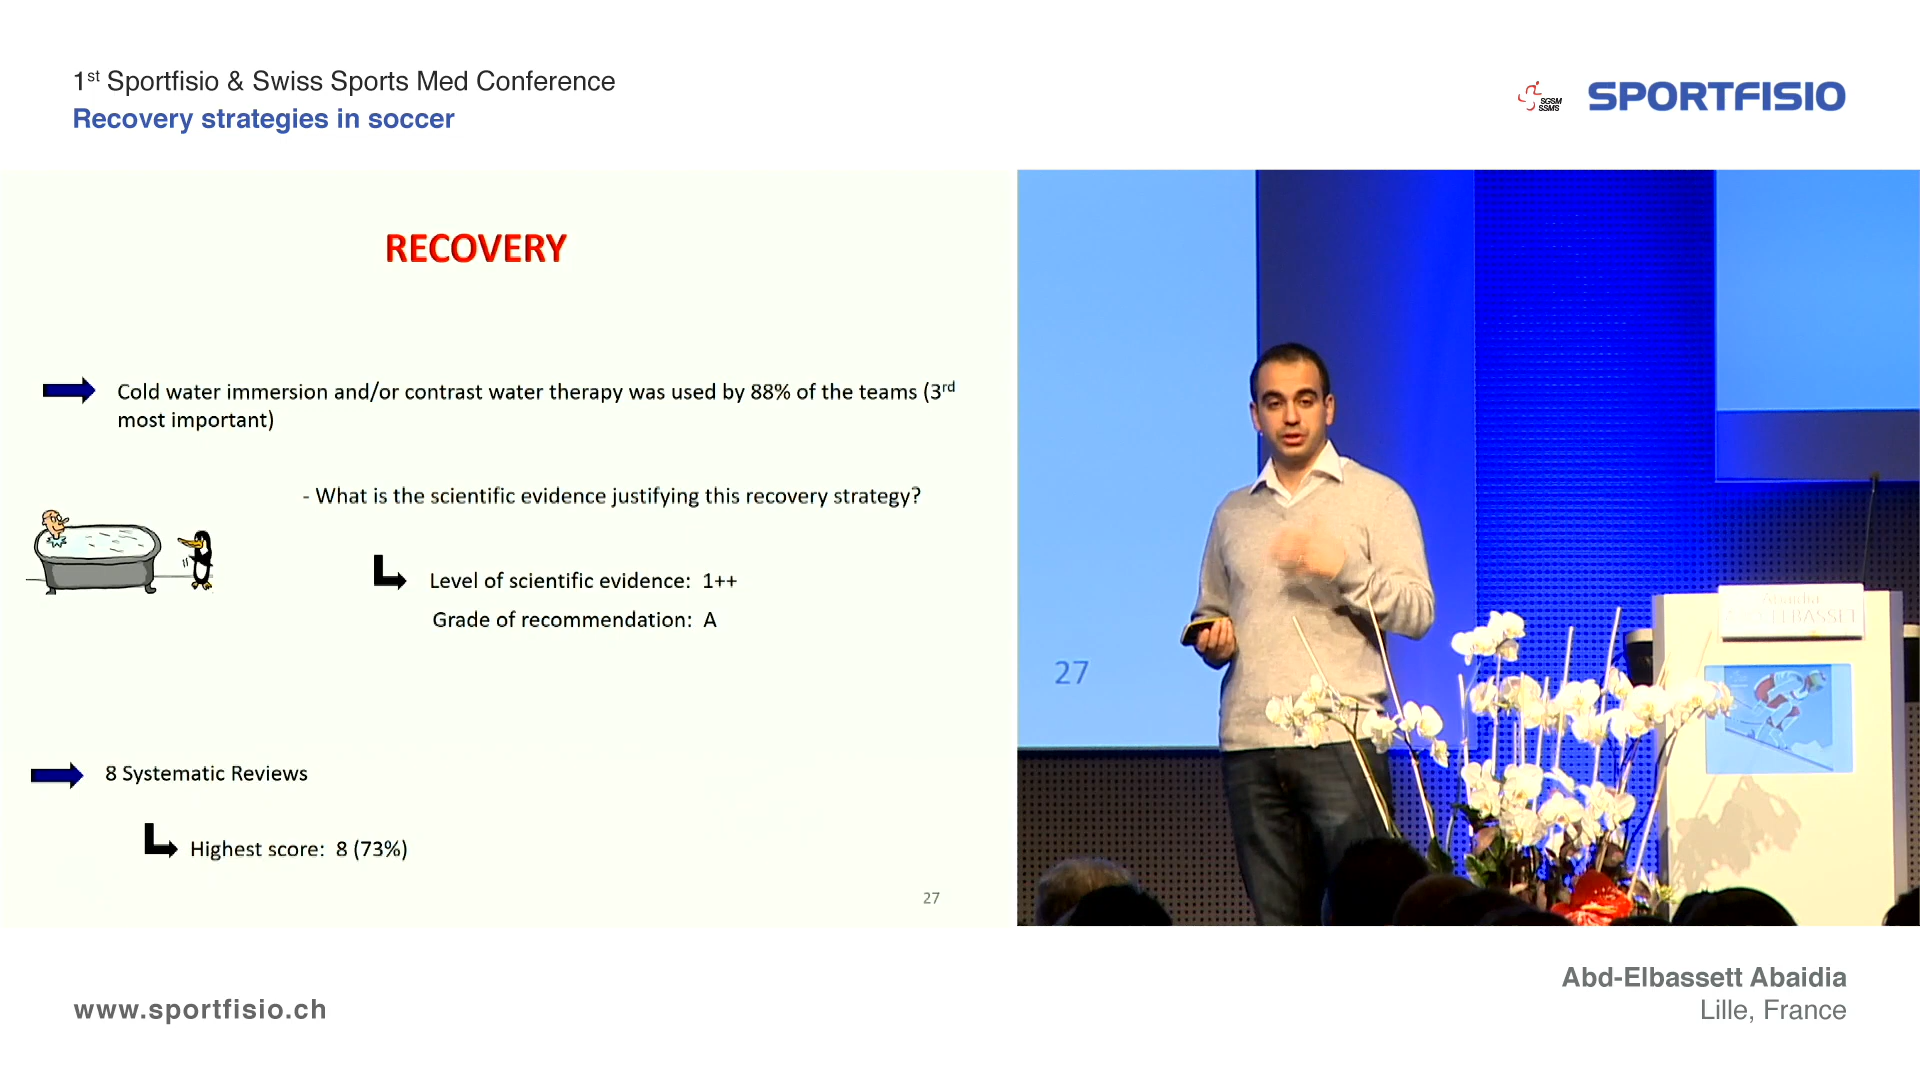 1st Sportfisio & Swiss Sports Med Conference
Recovery strategies in soccer
SGSM
SSMS
SPORTFISIO
RECOVERY
Cold water immersion and/or contrast water therapy was used by 88% of the teams (3rd
most important)
- What is the scientific evidence justifying this recovery strategy?
Level of scientific evidence: 1++
Grade of recommendation: A
8 Systematic Reviews
Highest score: 8 (73%)
27
27
Abaidia
www.sportfisio.ch
Abd-Elbassett Abaidia
Lille, France